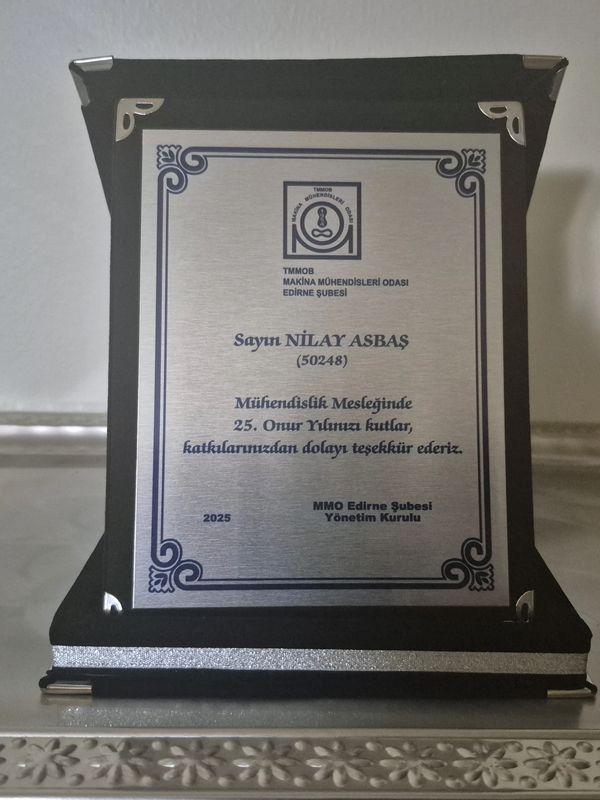 TMMOB
MAKİNA MÜHENDİSLERİ ODASI
TMMOB
MAKİNA MÜHENDİSLERİ ODASI
EDİRNE ŞUBESİ
Sayın NİLAY ASBAŞ
(50248)
Mühendislik Mesleğinde
25. Onur Yılınızı kutlar,
katkılarınızdan dolayı teşekkür ederiz.
MMO Edirne Şubesi
2025 Yönetim Kurulu